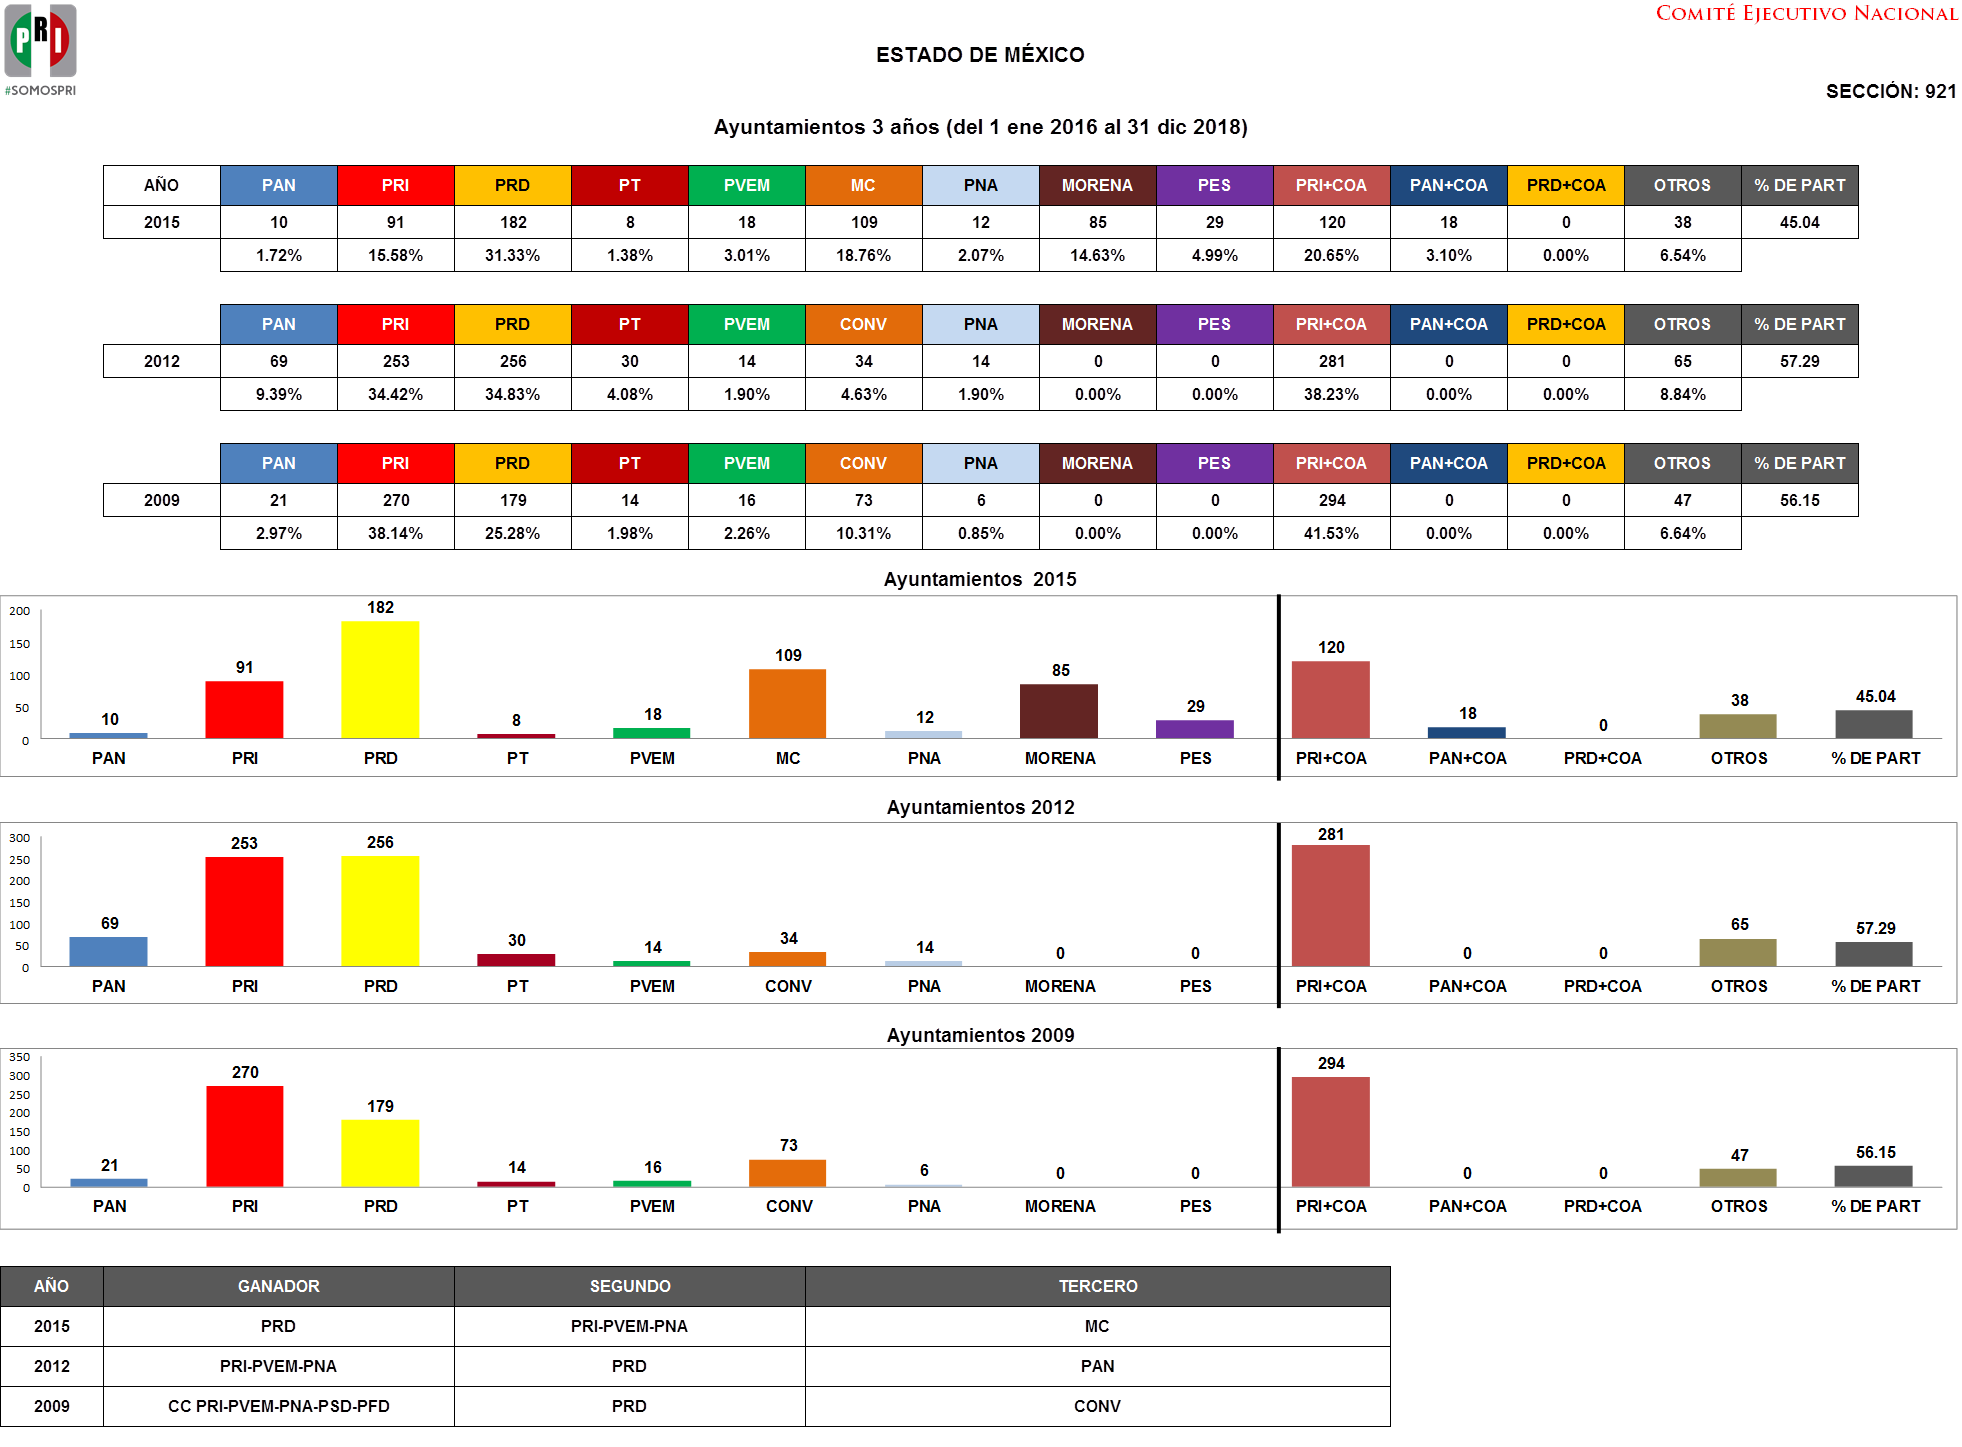 PRI
#SOMOSPRI
COMITÉ EJECUTIVO NACIONAL
ESTADO DE MÉXICO
SECCIÓN: 921
Ayuntamientos 3 años (del 1 ene 2016 al 31 dic 2018)
AÑO PAN PRI PRD PT PVEM MC PNA MORENA PES PRI+COA PAN+COA PRD+COA OTROS % DE PART
2015 10 91 182 8 18 109 12 85 29 120 18 0 38 45.04
1.72% 15.58% 31.33% 1.38% 3.01% 18.76% 2.07% 14.63% 4.99% 20.65% 3.10% 0.00% 6.54%
PAN PRI PRD PT PVEM CONV PNA MORENA PES PRI+COA PAN+COA PRD+COA OTROS % DE PART
2012 69 253 256 30 14 34 14 0 0 281 0 0 65 57.29
9.39% 34.42% 34.83% 4.08% 1.90% 4.63% 1.90% 0.00% 0.00% 38.23% 0.00% 0.00% 8.84%
PAN PRI PRD PT PVEM CONV PNA MORENA PES PRI+COA PAN+COA PRD+COA OTROS % DE PART
2009 21 270 179 14 16 73 6 0 0 294 0 0 47 56.15
2.97% 38.14% 25.28% 1.98% 2.26% 10.31% 0.85% 0.00% 0.00% 41.53% 0.00% 0.00% 6.64%
Ayuntamientos 2015
200
150
100
50
0
10 91 182 8 18 109 12 85 29 120 18 0 38 45.04
PAN PRI PRD PT PVEM MC PNA MORENA PES PRI+COA PAN+COA PRD+COA OTROS % DE PART
Ayuntamientos 2012
300
250
200
150
100
50
0
69 253 256 30 14 34 14 0 0 281 0 0 65 57.29
PAN PRI PRD PT PVEM CONV PNA MORENA PES PRI+COA PAN+COA PRD+COA OTROS % DE PART
Ayuntamientos 2009
350
300
250
200
150
100
50
0
21 270 179 14 16 73 6 0 0 294 0 0 47 56.15
PAN PRI PRD PT PVEM CONV PNA MORENA PES PRI+COA PAN+COA PRD+COA OTROS % DE PART
AÑO GANADOR SEGUNDO TERCERO
2015 PRD PRI-PVEM-PNA MC
2012 PRI-PVEM-PNA PRD PAN
2009 CC PRI-PVEM-PNA-PSD-PFD PRD CONV